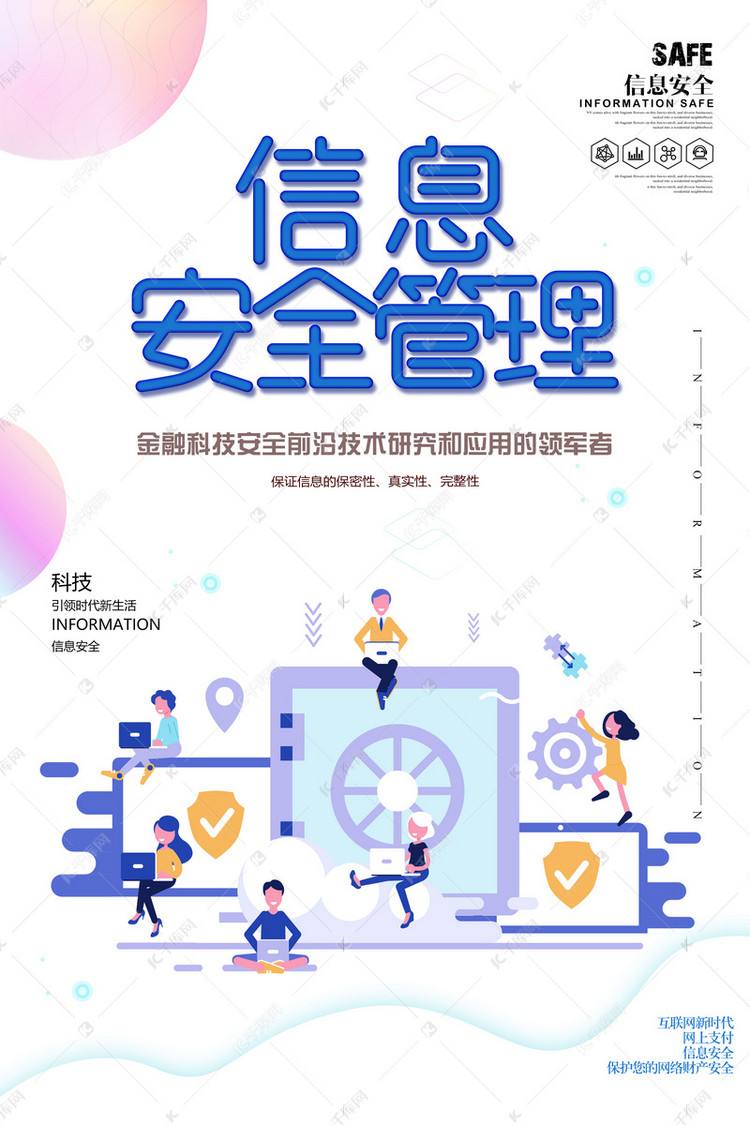 SAFE
信息安全
INFORMATION SAFE
信息
安全管理
金融科技安全前沿技术研究和应用的领军者
保证信息的保密性、真实性、完整性
INFORMATION
科技
引领时代新生活
INFORMATION
信息安全
互联网新时代
网上支付
信息安全
保护您的网络财产安全
千库网